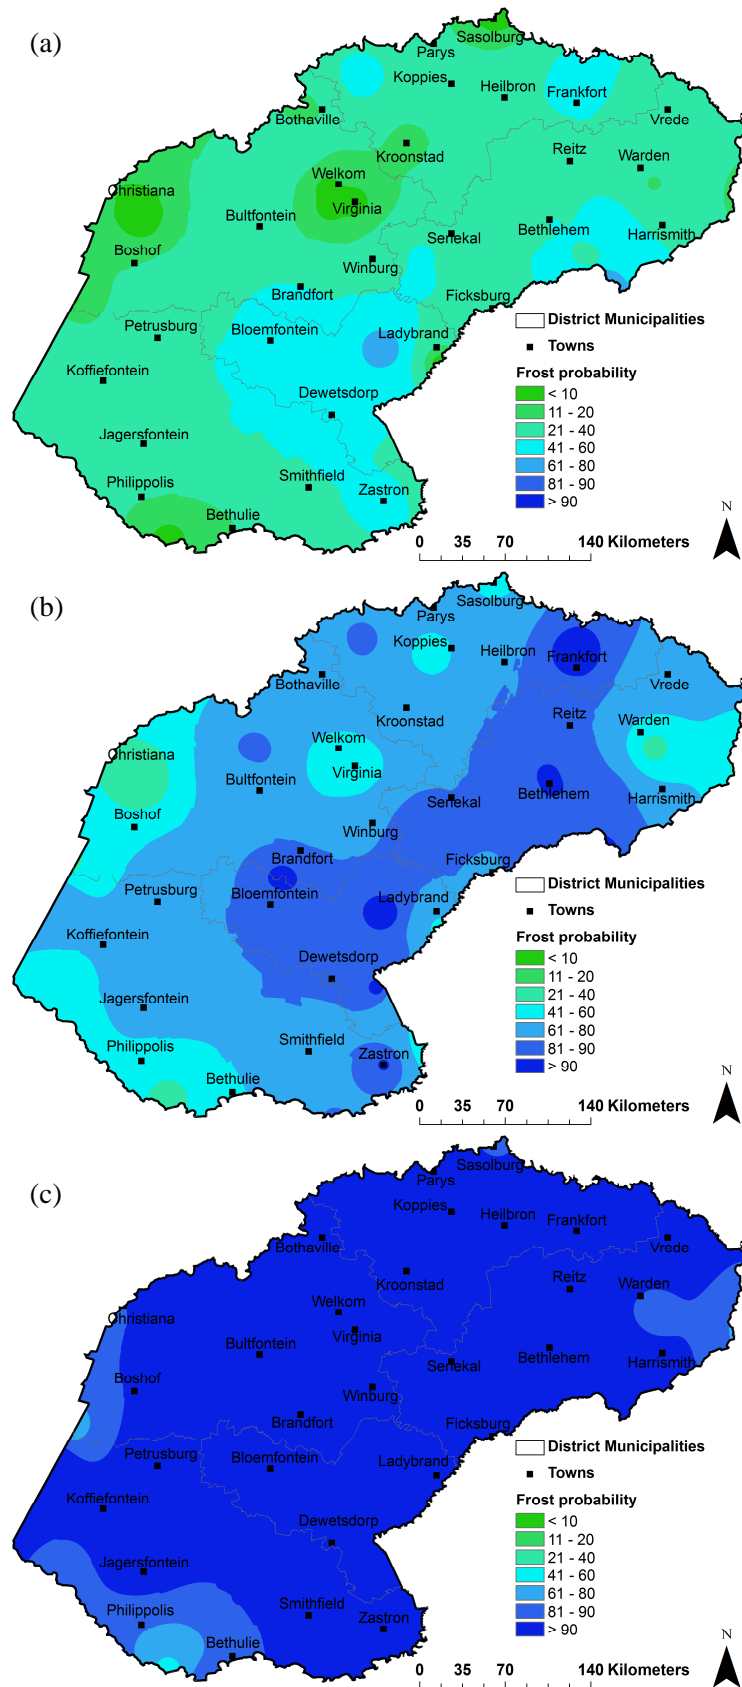 (a)
Sasolburg
Parys
Koppies
Heilbron
Frankfort
Bothaville
Vrede
Kroonstad
Reitz
Warden
Welkom
Christiana
Virginia
Bultfontein
Senekal
Bethlehem
Harrismith
Boshof
Winburg
Brandfort
Ficksburg
Petrusburg
Bloemfontein
Ladybrand
Koffiefontein
Dewetsdorp
Jagersfontein
Philippolis
Smithfield
Zastron
Bethulie
District Municipalities
Towns
Frost probability
< 10
11 - 20
21 - 40
41 - 60
61 - 80
81 - 90
> 90
N
0 35 70 140 Kilometers
(b)
Sasolburg
Parys
Koppies
Heilbron
Frankfort
Bothaville
Vrede
Kroonstad
Reitz
Warden
Welkom
Christiana
Virginia
Bultfontein
Senekal
Bethlehem
Harrismith
Boshof
Winburg
Brandfort
Ficksburg
Petrusburg
Bloemfontein
Ladybrand
Koffiefontein
Dewetsdorp
Jagersfontein
Philippolis
Smithfield
Zastron
Bethulie
District Municipalities
Towns
Frost probability
< 10
11 - 20
21 - 40
41 - 60
61 - 80
81 - 90
> 90
N
0 35 70 140 Kilometers
(c)
Sasolburg
Parys
Koppies
Heilbron
Frankfort
Bothaville
Vrede
Kroonstad
Reitz
Warden
Welkom
Christiana
Virginia
Bultfontein
Senekal
Bethlehem
Harrismith
Boshof
Winburg
Brandfort
Ficksburg
Petrusburg
Bloemfontein
Ladybrand
Koffiefontein
Dewetsdorp
Jagersfontein
Philippolis
Smithfield
Zastron
Bethulie
District Municipalities
Towns
Frost probability
< 10
11 - 20
21 - 40
41 - 60
61 - 80
81 - 90
> 90
N
0 35 70 140 Kilometers